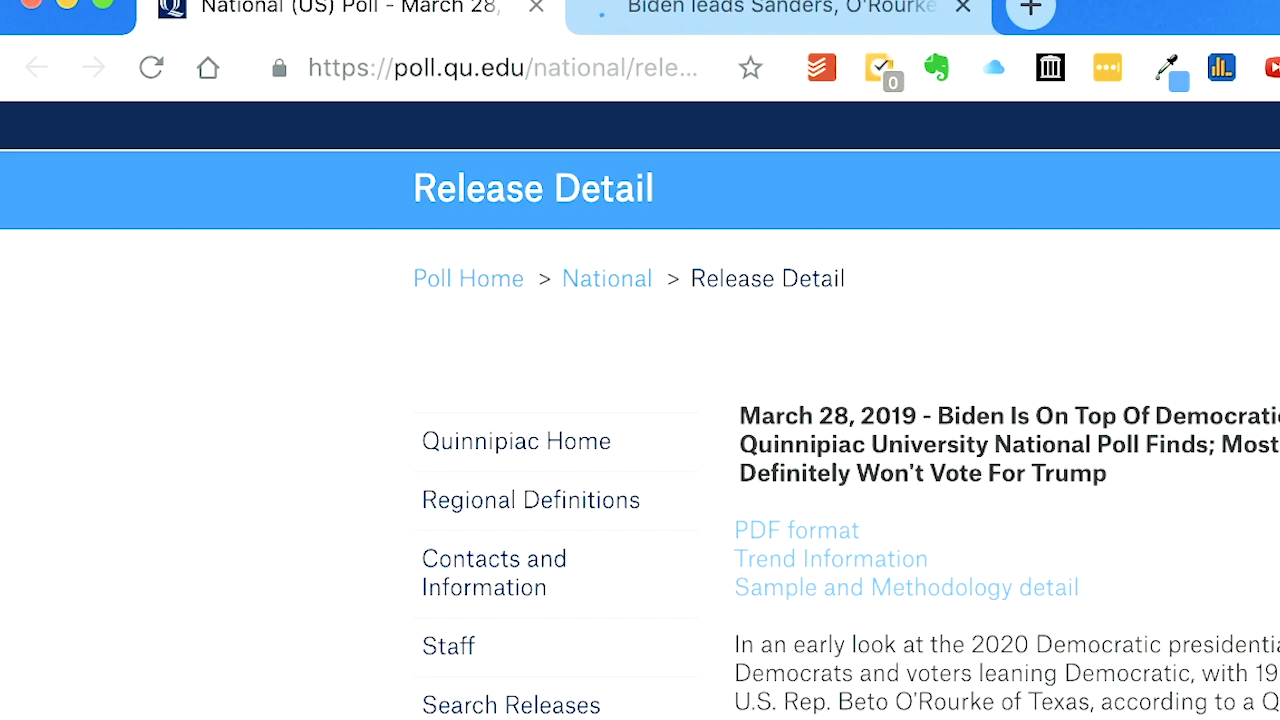 National (US) Poll - March 28,
Biden leads Sanders, O'Rourke
https://poll.qu.edu/national/rele...
0
Release Detail
Poll Home > National > Release Detail
March 28, 2019 - Biden Is On Top Of
Quinnipiac University National Poll Finds; Most
Definitely Won't Vote For Trump
Quinnipiac Home
Regional Definitions
Contacts and
Information
Staff
Search Releases
PDF format
Trend Information
Sample and Methodology detail
In an early look at the 2020 Democratic
Democrats and voters leaning Democratic, with 19
U.S. Rep. Beto O'Rourke of Texas, according to a Q